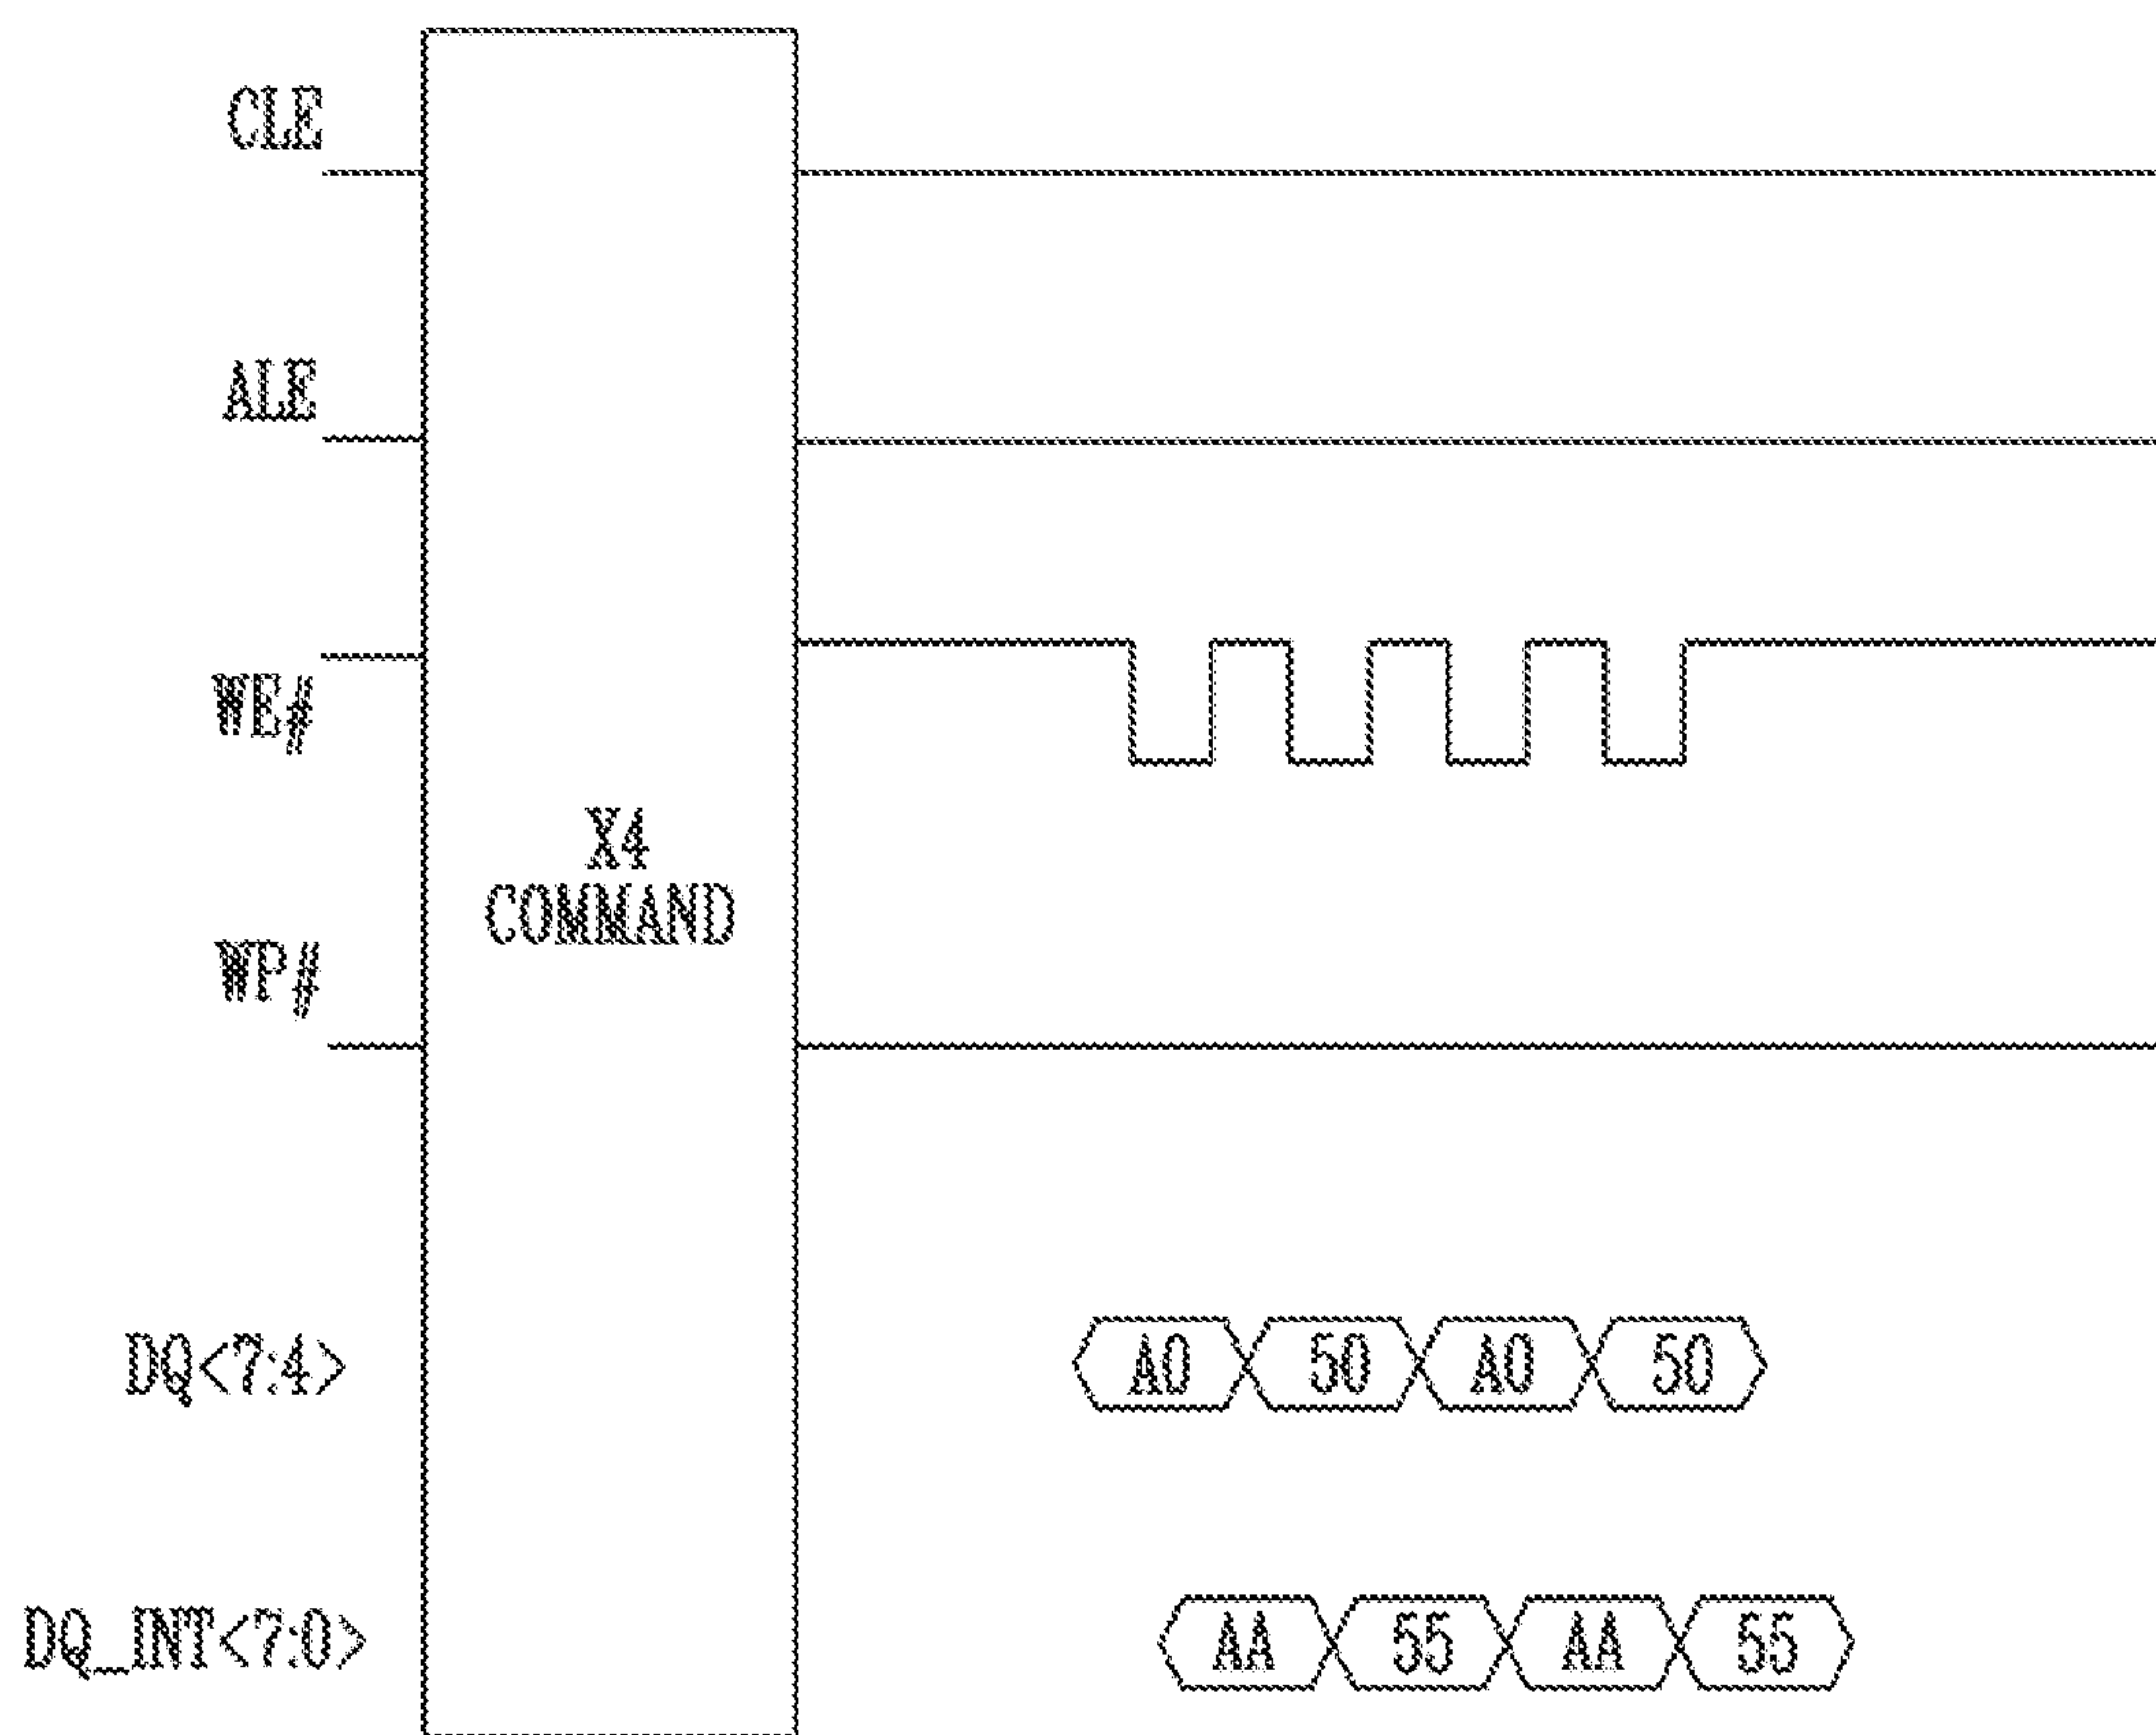 CLE
ALE
WE#
X4
COMMAND
WP#
DQ<7:4>
A0 50 A0 50
DQ_INT<7:0>
AA 55 AA 55